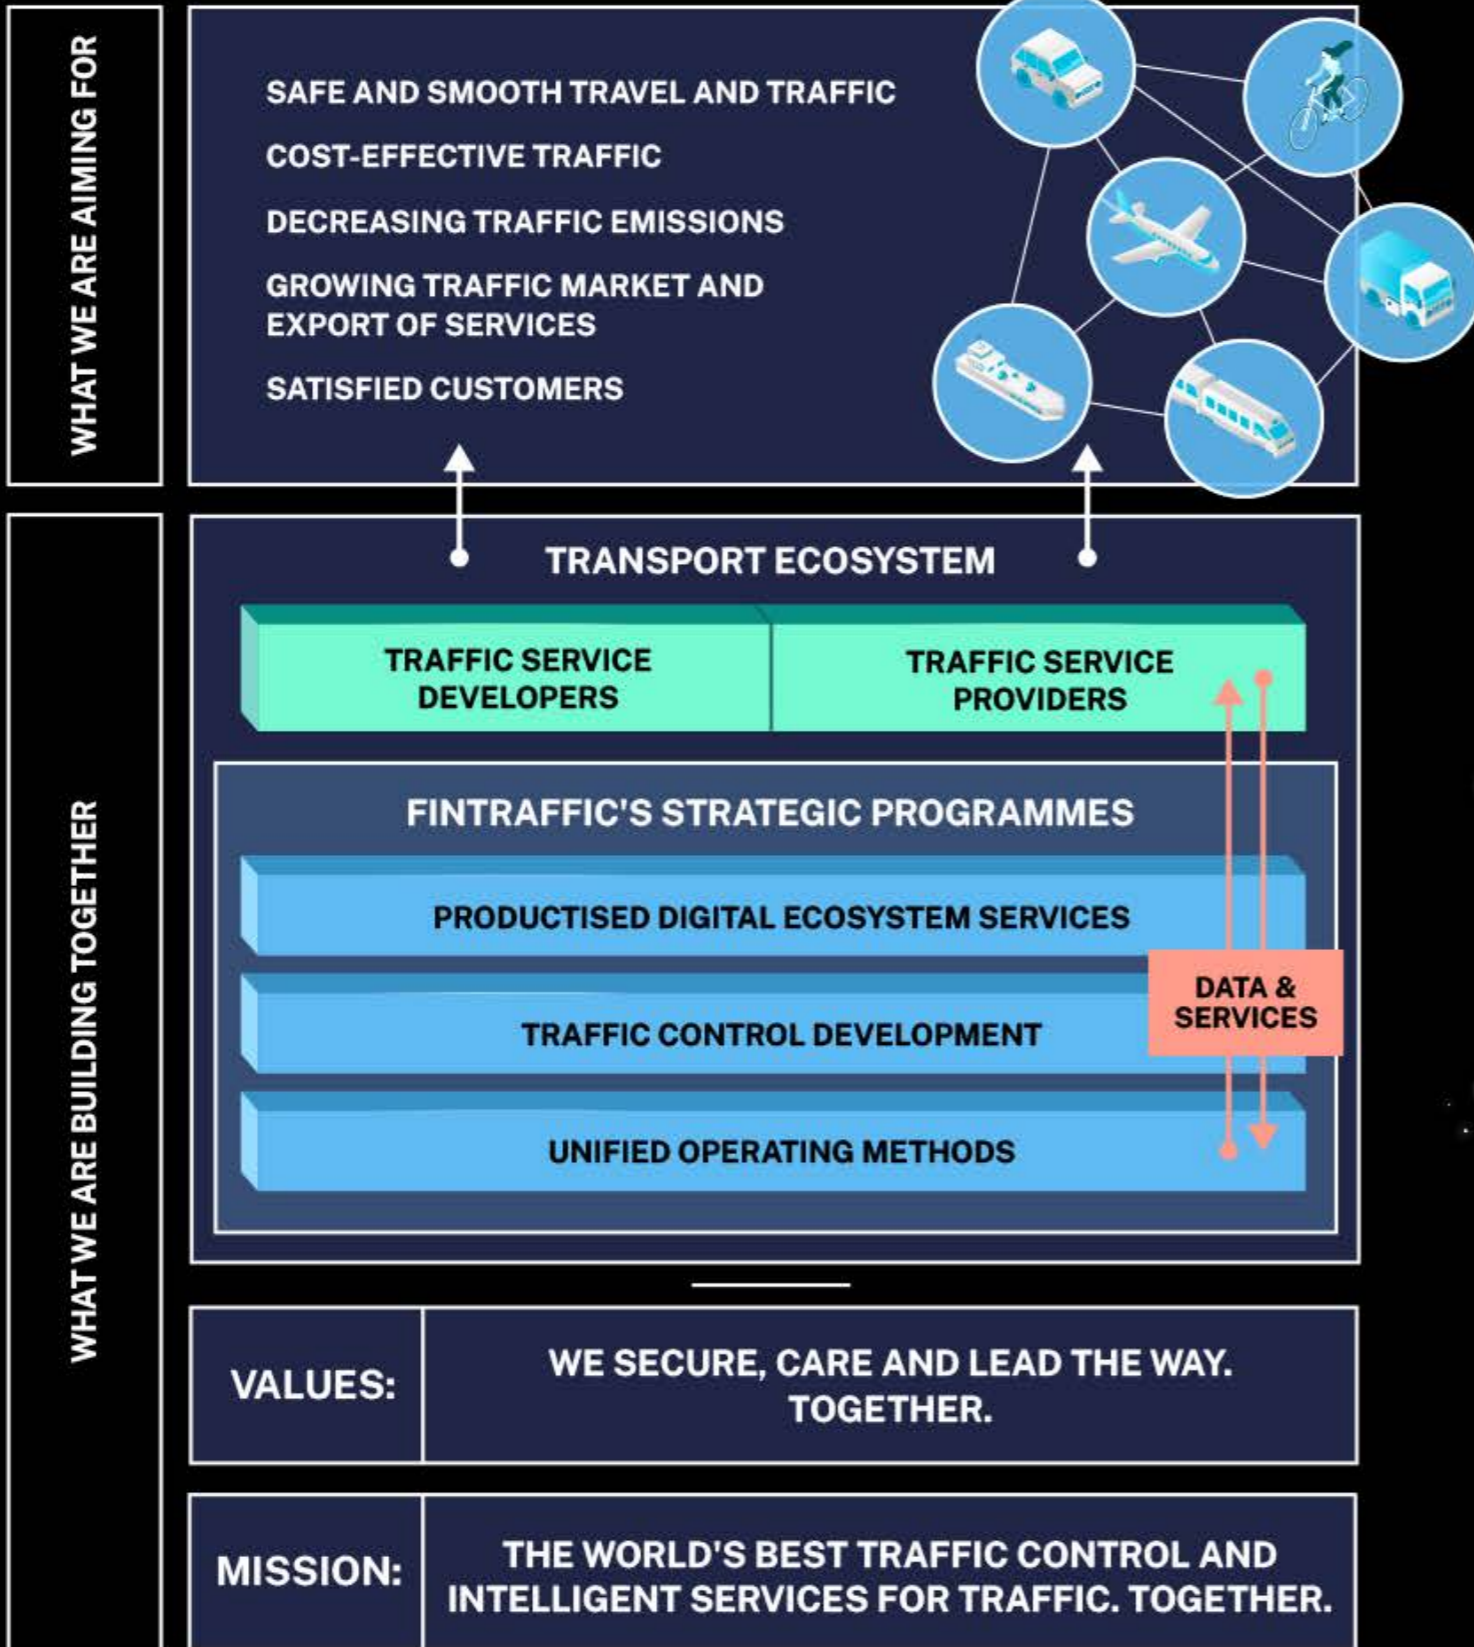 WHAT WE ARE AIMING FOR
SAFE AND SMOOTH TRAVEL AND TRAFFIC
COST-EFFECTIVE TRAFFIC
DECREASING TRAFFIC EMISSIONS
GROWING TRAFFIC MARKET AND
EXPORT OF SERVICES
SATISFIED CUSTOMERS
WHAT WE ARE BUILDING TOGETHER
TRANSPORT ECOSYSTEM
TRAFFIC SERVICE
DEVELOPERS
TRAFFIC SERVICE
PROVIDERS
FINTRAFFIC'S STRATEGIC PROGRAMMES
PRODUCTISED DIGITAL ECOSYSTEM SERVICES
TRAFFIC CONTROL DEVELOPMENT
UNIFIED OPERATING METHODS
DATA &
SERVICES
VALUES:
WE SECURE, CARE AND LEAD THE WAY.
TOGETHER.
MISSION:
THE WORLD'S BEST TRAFFIC CONTROL AND
INTELLIGENT SERVICES FOR TRAFFIC. TOGETHER.